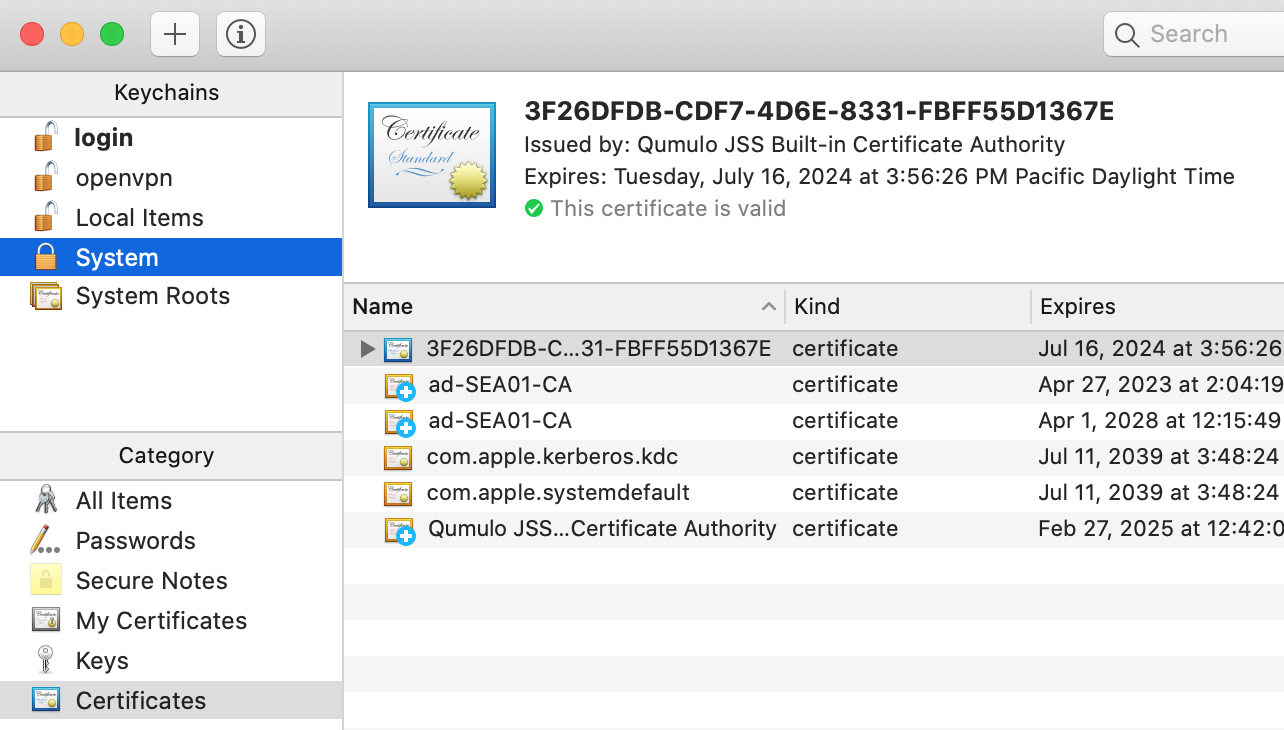 Search
Keychains
login
openvpn
Local Items
System
System Roots
Category
All Items
Passwords
Secure Notes
My Certificates
Keys
Certificates
Certificate
Standard
3F26DFDB-CDF7-4D6E-8331-FBFF55D1367E
Issued by: Qumulo JSS Built-in Certificate Authority
Expires: Tuesday, July 16, 2024 at 3:56:26 PM Pacific Daylight Time
This certificate is valid
Name Kind Expires
3F26DFDB-C...31-FBFF55D1367E certificate Jul 16, 2024 at 3:56:26
ad-SEA01-CA certificate Apr 27, 2023 at 2:04:19
ad-SEA01-CA certificate Apr 1, 2028 at 12:15:49
com.apple.kerberos.kdc certificate Jul 11, 2039 at 3:48:24
com.apple.systemdefault certificate Jul 11, 2039 at 3:48:24
Qumulo JSS...Certificate Authority certificate Feb 27, 2025 at 12:42:0